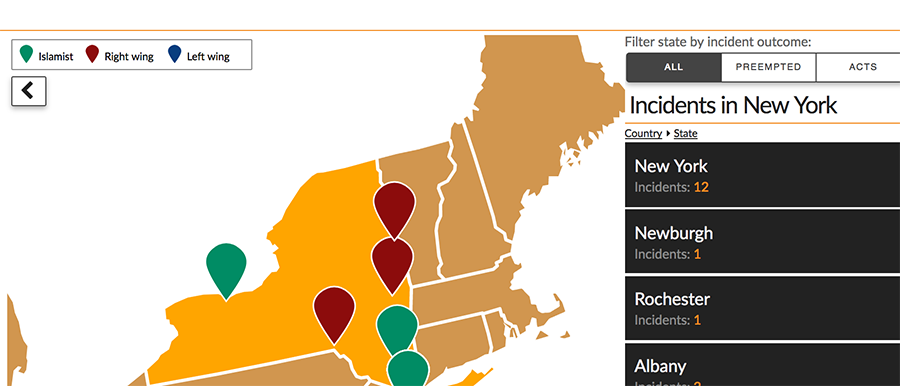 Islamist Right wing Left wing
Filter state by incident outcome:
ALL PREEMPTED ACTS
Incidents in New York
Country State
New York
Incidents: 12
Newburgh
Incidents: 1
Rochester
Incidents: 1
Albany
Incidents: